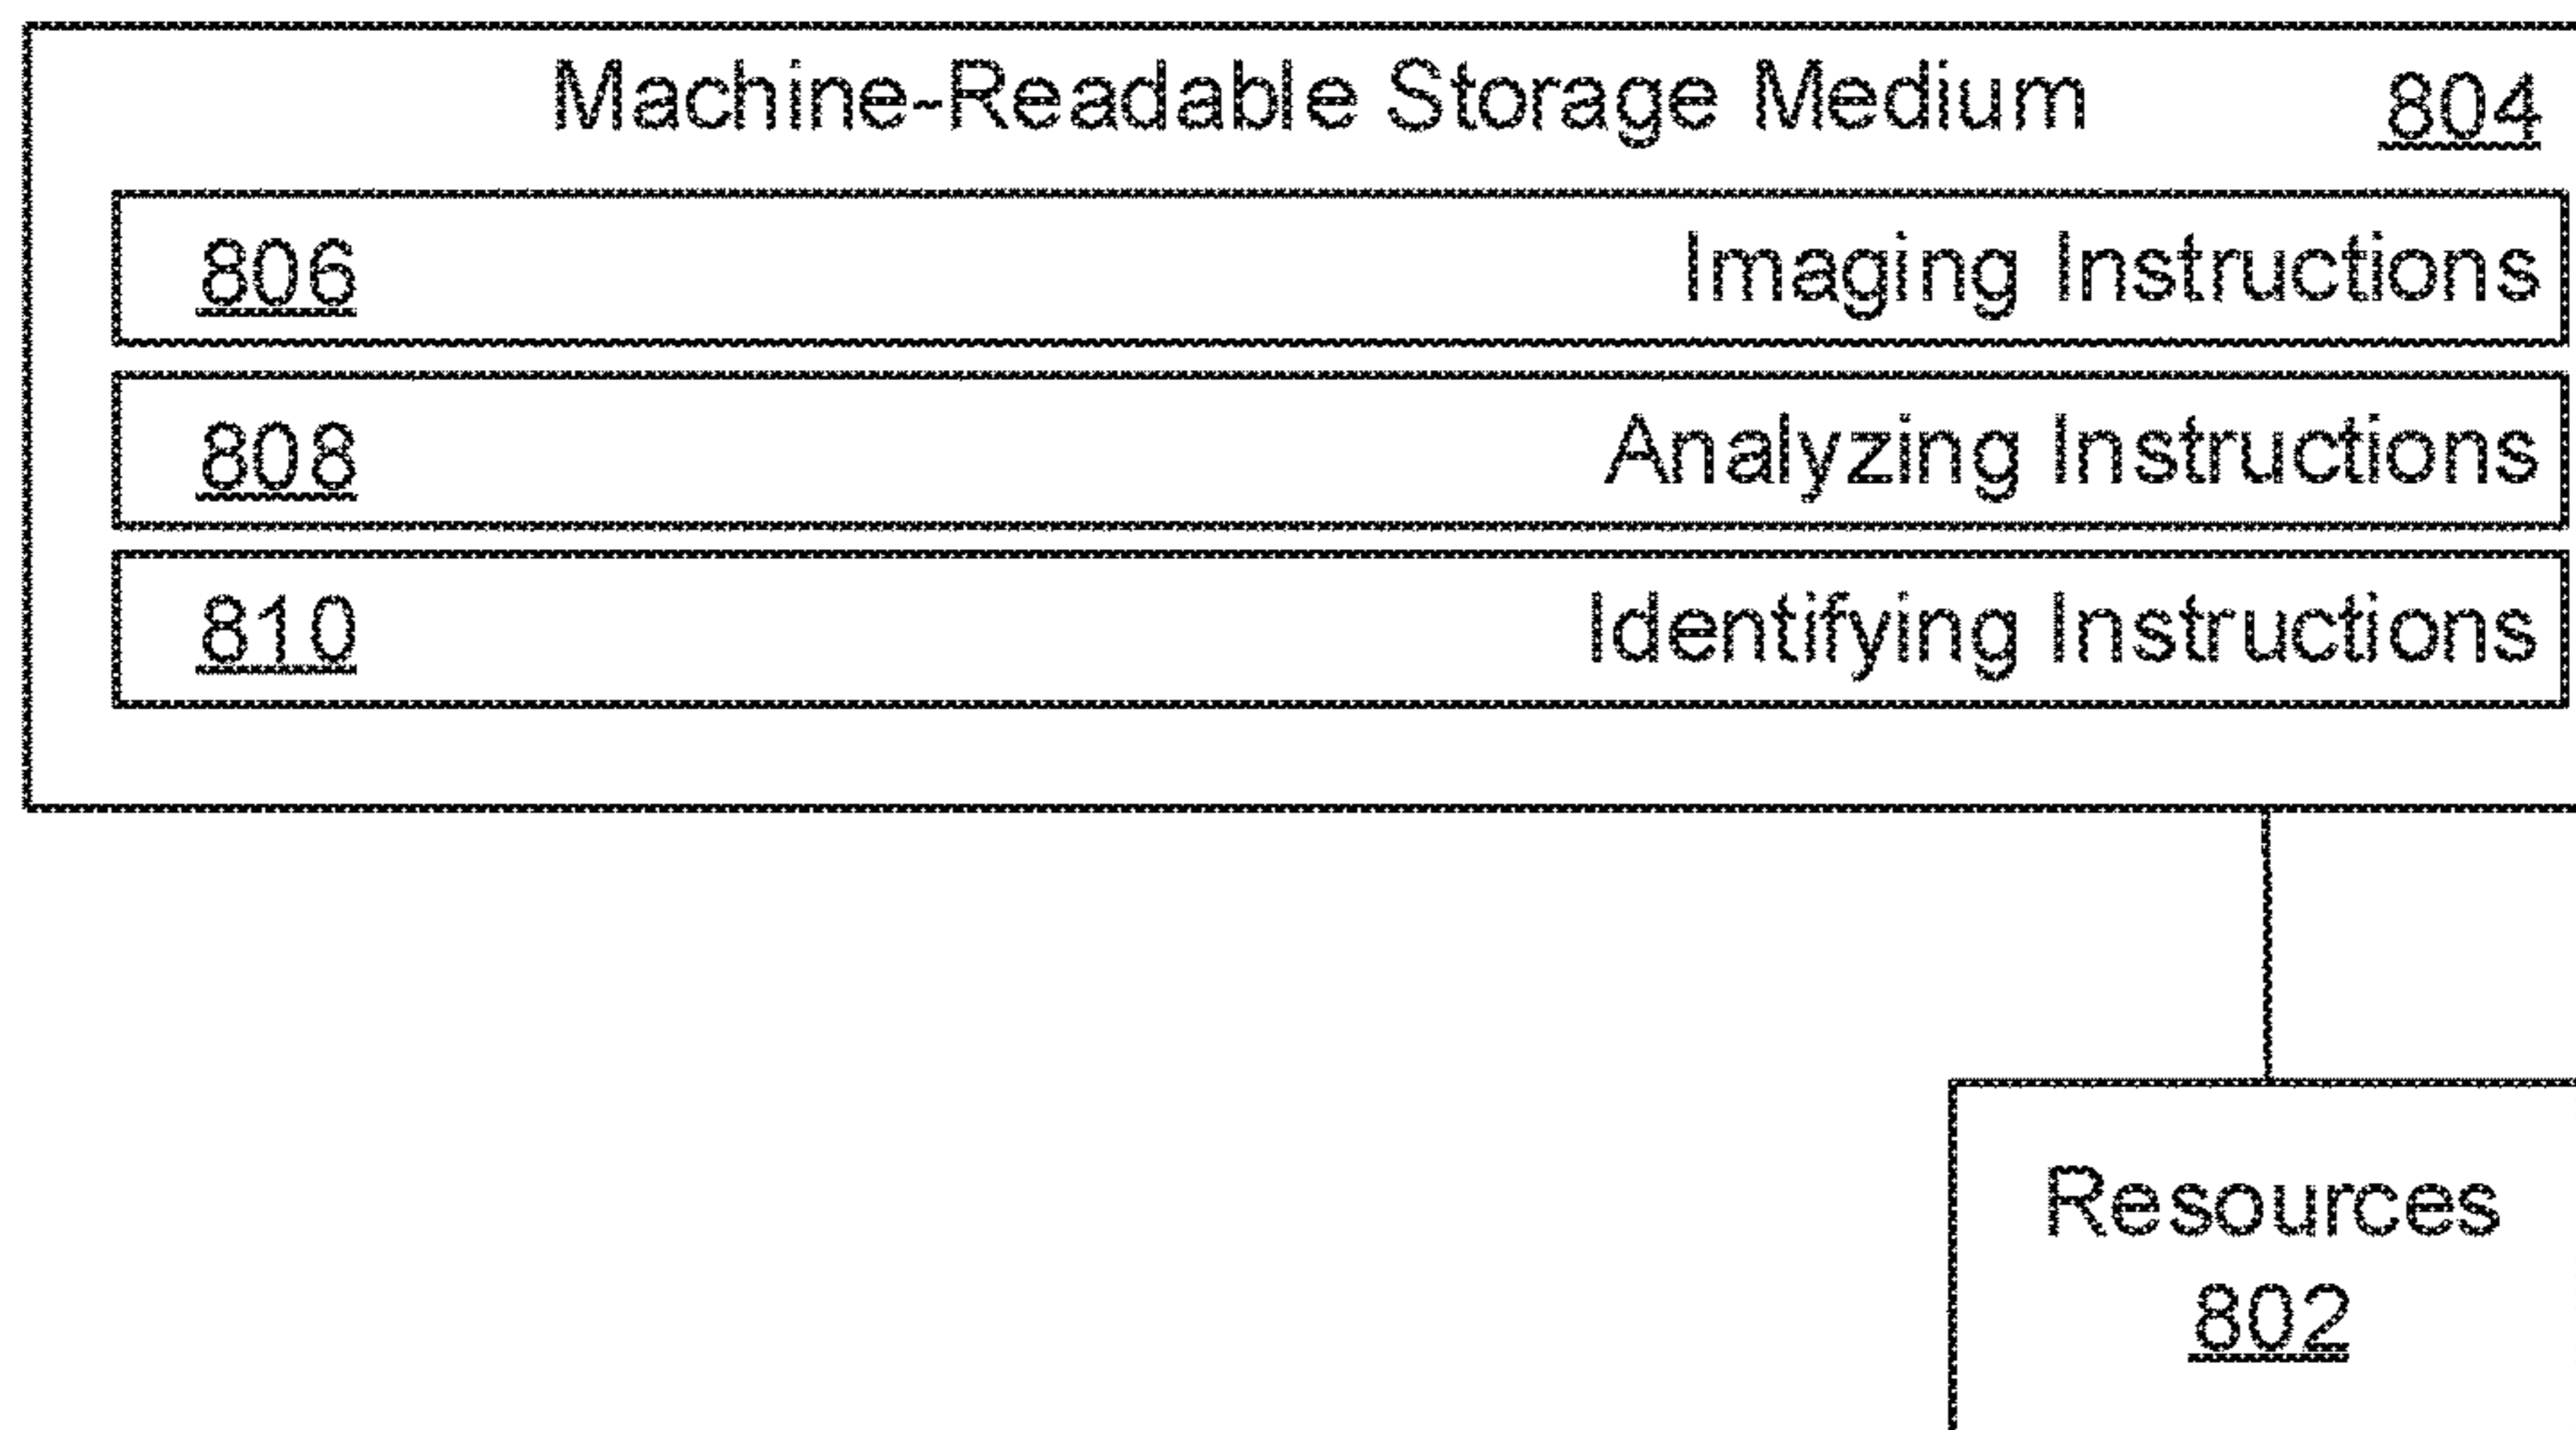 Machine-Readable Storage Medium 804
806 Imaging Instructions
808 Analyzing Instructions
810 Identifying Instructions
Resources
802